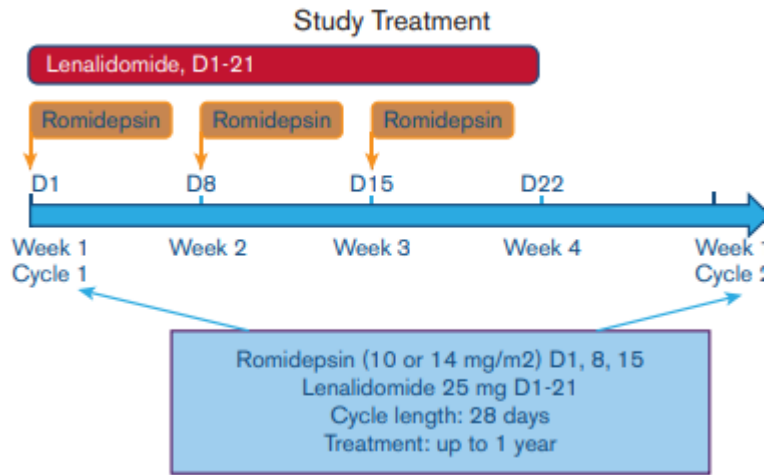 Study Treatment
Lenalidomide, D1-21
Romidepsin Romidepsin Romidepsin
D1 D8 D15 D22
Week 1 Week 2 Week 3 Week 4 Week
Cycle 1 Cycle
Romidepsin (10 or 14 mg/m2) D1, 8, 15
Lenalidomide 25 mg D1-21
Cycle length: 28 days
Treatment: up to 1 year